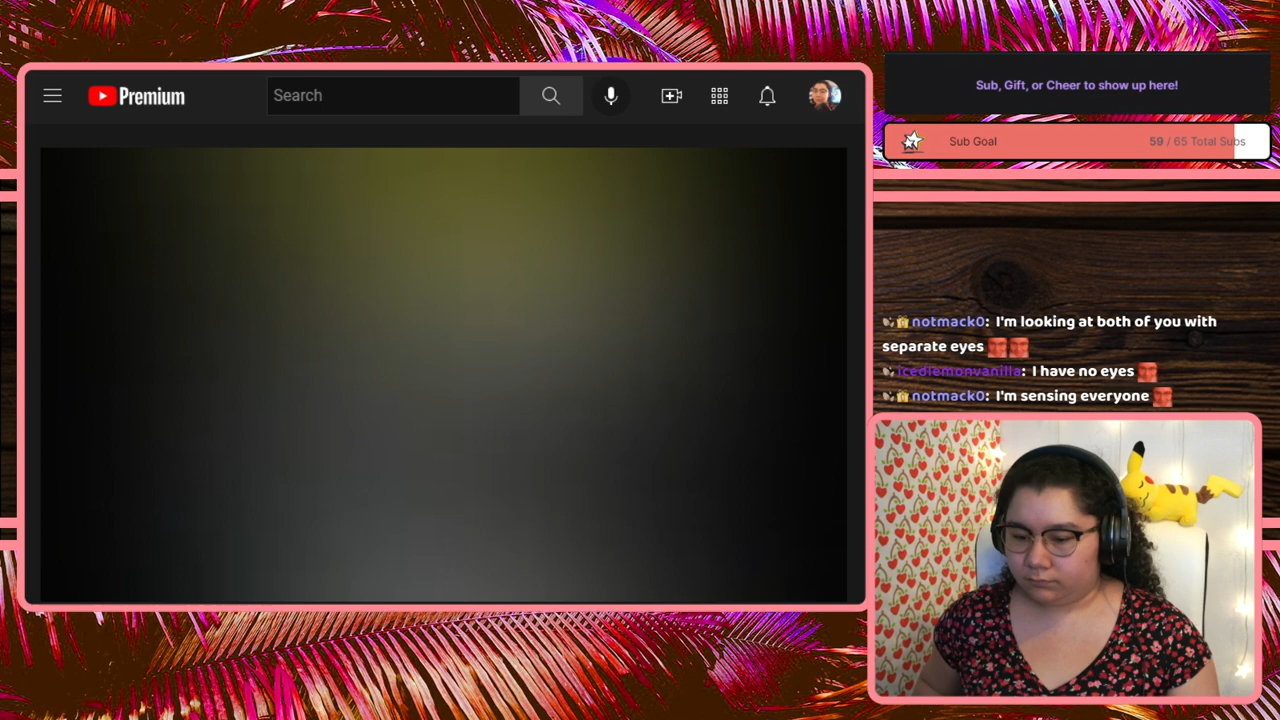 Premium
Search
Sub, Gift, or Cheer to show up here!
Sub Goal
59 / 65 Total Subs
notmack0: I'm looking at both of you with
separate eyes
icedlemonvanilla: I have no eyes
notmack0: I'm sensing everyone